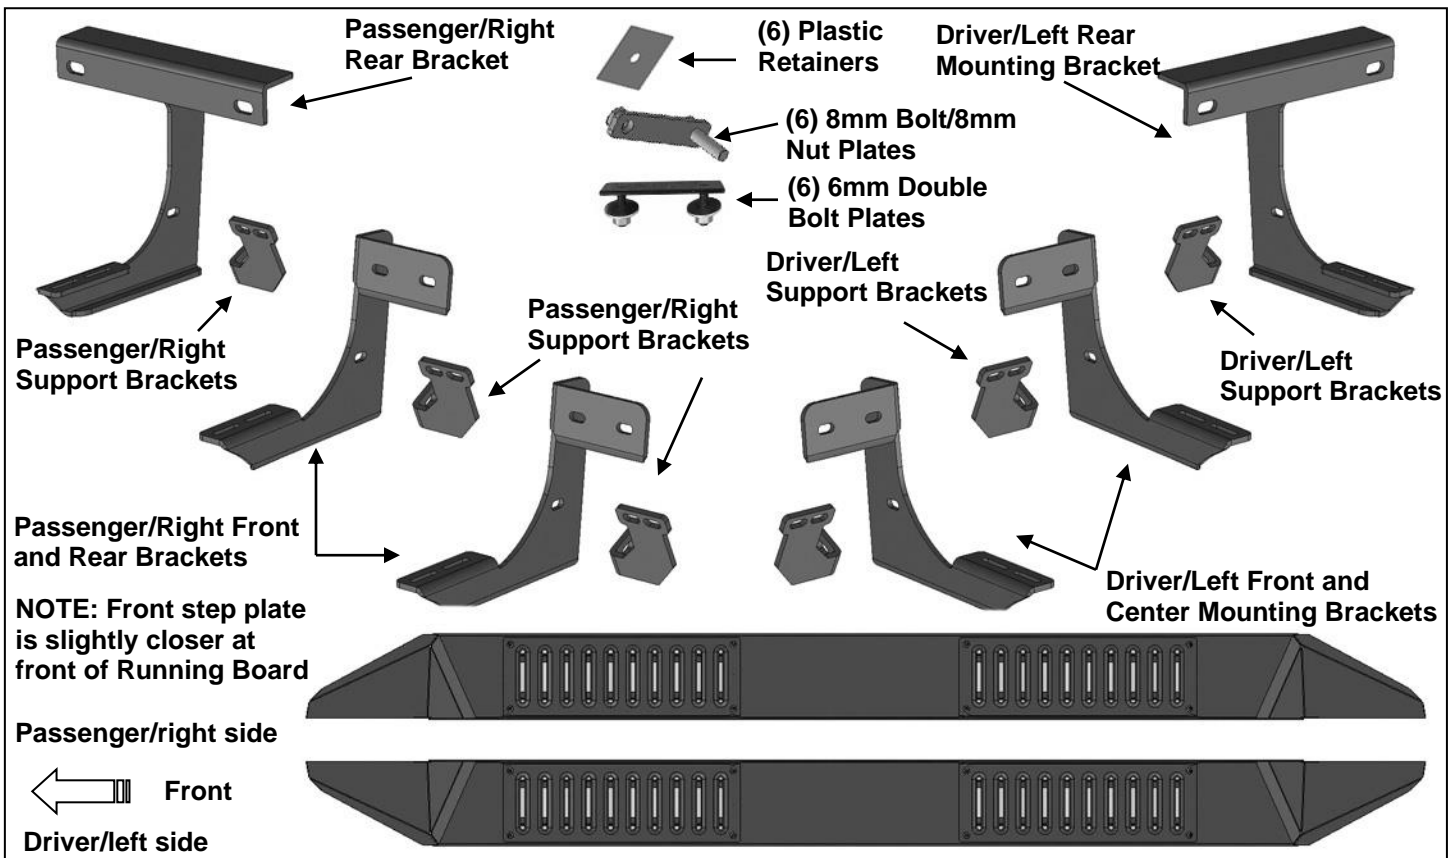 Passenger/Right
Rear Bracket
(6) Plastic
Retainers
Driver/Left Rear
Mounting Bracket
(6) 8mm Bolt/8mm
Nut Plates
(6) 6mm Double
Bolt Plates
Driver/Left
Support Brackets
Passenger/Right
Support Brackets
Passenger/Right
Support Brackets
Driver/Left
Support Brackets
Passenger/Right Front
and Rear Brackets
Driver/Left Front and
Center Mounting Brackets
NOTE: Front step plate
is slightly closer at
front of Running Board
Passenger/right side
Front
Driver/left side